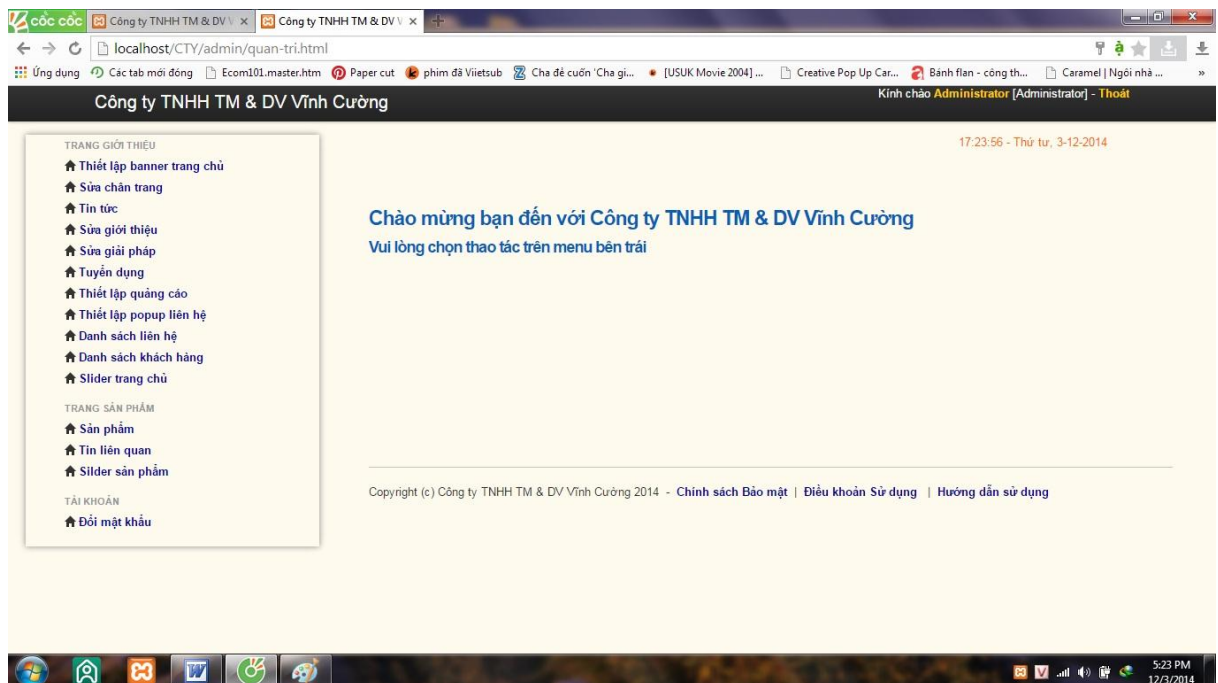 cốc cốc Công ty TNHH TM & DV V × Công ty TNHH TM & DV V ×
localhost/CTY/admin/quan-tri.html
Ứng dụng Các tab mới đóng Ecom101.master.htm Paper cut phim đã Viietsub Cha đẻ cuốn 'Cha gi... [USUK Movie 2004] ... Creative Pop Up Car... Bánh flan - công th... Caramel | Ngôi nhà ... »
Công ty TNHH TM & DV Vĩnh Cường
Kính chào Administrator [Administrator] - Thoát
17:23:56 - Thứ tư, 3-12-2014
TRANG GIỚI THIỆU
Thiết lập banner trang chủ
Sửa chân trang
Tin tức
Sửa giới thiệu
Sửa giải pháp
Tuyển dụng
Thiết lập quảng cáo
Thiết lập popup liên hệ
Danh sách liên hệ
Danh sách khách hàng
Slider trang chủ
TRANG SẢN PHẨM
Sản phẩm
Tin liên quan
Silder sản phẩm
TÀI KHOẢN
Đổi mật khẩu
Chào mừng bạn đến với Công ty TNHH TM & DV Vĩnh Cường
Vui lòng chọn thao tác trên menu bên trái
Copyright (c) Công ty TNHH TM & DV Vĩnh Cường 2014 - Chính sách Bảo mật | Điều khoản Sử dụng | Hướng dẫn sử dụng
5:23 PM
12/3/2014